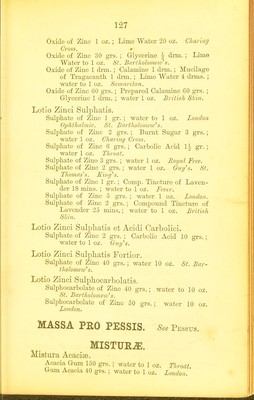 127
Oxide of Zinc 1 oz.; Lime Water 20 oz. Charing
Cross.
Oxide of Zinc 20 grs.; Glycerine ½ drm.; Lime
Water to 1 oz. St. Bartholomew's.
Oxide of Zinc 1 drm.; Calamine 1 drm.; Mucilage
of Tragacanth 1 drm.; Lime Water 4 drms.;
water to 1 oz. Samaritan.
Oxide of Zinc 60 grs.; Prepared Calamine 60 grs.;
Glycerine 1 drm.; water 1 oz. British Skin.
Lotio Zinci Sulphatis.
Sulphate of Zinc 1 gr.; water to 1 oz. London
Ophthalmic. St. Bartholomew's.
Sulphate of Zinc 2 grs.; Burnt Sugar 3 grs.;
water 1 oz. Charing Cross.
Sulphate of Zinc 6 grs.; Carbolic Acid 1½ gr.;
water 1 oz. Throat.
Sulphate of Zinc 3 grs.; water 1 oz. Royal Free.
Sulphate of Zinc 2 grs.; water 1 oz. Guy's. St.
Thomas's. King's.
Sulphate of Zinc 1 gr.; Comp. Tincture of Laven-
der 18 mins.; water to 1 oz. Fever.
Sulphate of Zinc 5 grs.; water 1 oz. London.
Sulphate of Zinc 2 grs.; Compound Tincture of
Lavender 25 mins.; water to 1 oz. British
Skin.
Lotio Zinci Sulphatis et Acidi Carbolici.
Sulphate of Zinc 2 grs.; Carbolic Acid 10 grs.;
water to 1 oz. Guy's.
Lotio Zinci Sulphatis Fortior.
Sulphate of Zinc 40 grs.; water 10 oz. St. Bar-
tholomew's.
Lotio Zinci Sulphocarbolatis.
Sulphocarbolate of Zinc 40 grs.; water to 10 oz.
St. Bartholomew's.
Sulphocarbolate of Zinc 50 grs.; water 10 oz.
London.
MASSA PRO PESSIS. See Pessus.
MISTURÆ.
Mistura Acaciæ.
Acacia Gum 150 grs.; water to 1 oz. Throat.
Gum Acacia 40 grs.; water 1 oz. London.